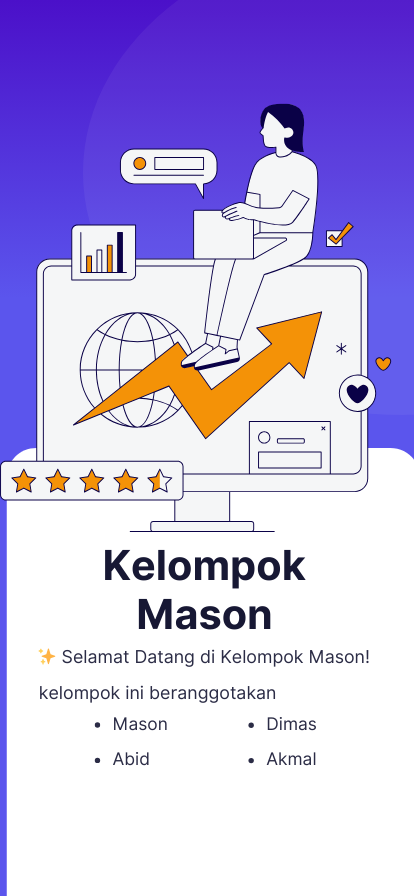 Kelompok
Mason
✨ Selamat Datang di Kelompok Mason!
kelompok ini beranggotakan
• Mason
• Abid
• Dimas
• Akmal